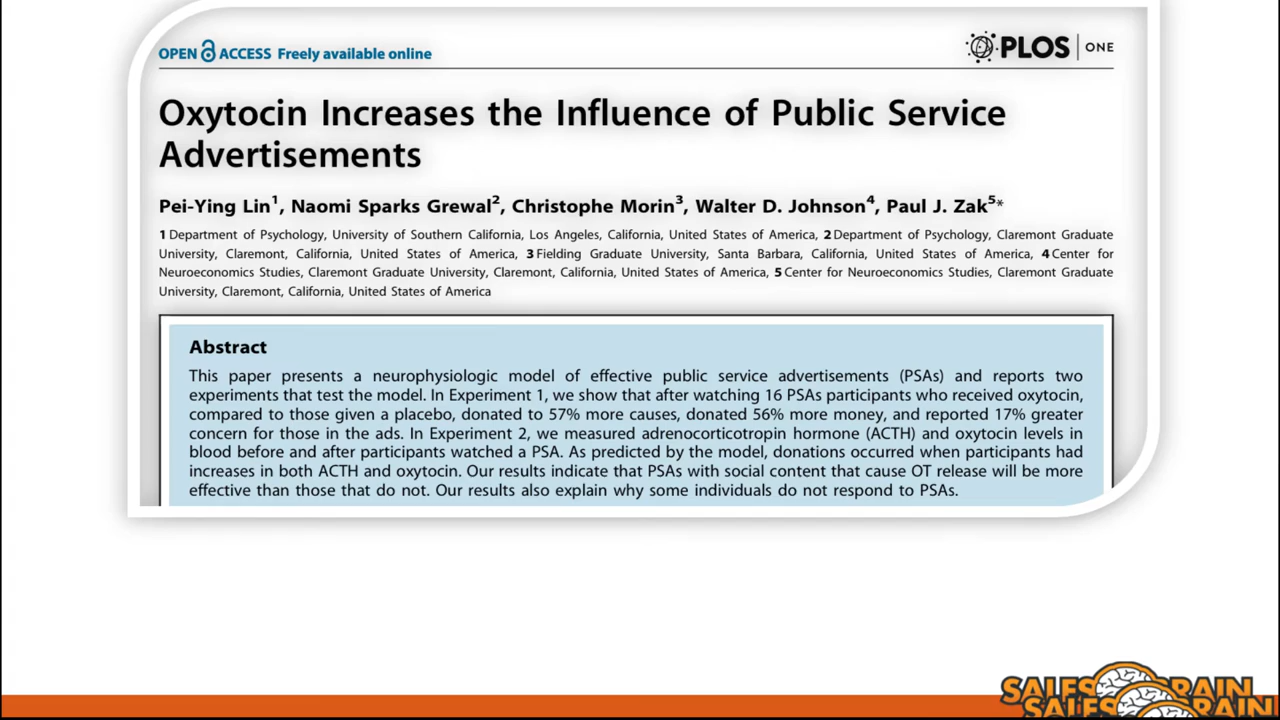 OPEN ACCESS Freely available online
PLOS | ONE
Oxytocin Increases the Influence of Public Service
Advertisements
Pei-Ying Lin1, Naomi Sparks Grewal2, Christophe Morin3, Walter D. Johnson4, Paul J. Zak5*
1 Department of Psychology, University of Southern California, Los Angeles, California, United States of America, 2 Department of Psychology, Claremont Graduate
University, Claremont, California, United States of America, 3 Fielding Graduate University, Santa Barbara, California, United States of America, 4 Center for
Neuroeconomics Studies, Claremont Graduate University, Claremont, California, United States of America, 5 Center for Neuroeconomics Studies, Claremont Graduate
University, Claremont, California, United States of America
Abstract
This paper presents a neurophysiologic model of effective public service advertisements (PSAs) and reports two
experiments that test the model. In Experiment 1, we show that after watching 16 PSAs participants who received oxytocin,
compared to those given a placebo, donated to 57% more causes, donated 56% more money, and reported 17% greater
concern for those in the ads. In Experiment 2, we measured adrenocorticotropin hormone (ACTH) and oxytocin levels in
blood before and after participants watched a PSA. As predicted by the model, donations occurred when participants had
increases in both ACTH and oxytocin. Our results indicate that PSAs with social content that cause OT release will be more
effective than those that do not. Our results also explain why some individuals do not respond to PSAs.
SALES BRAIN
SALES BRAIN